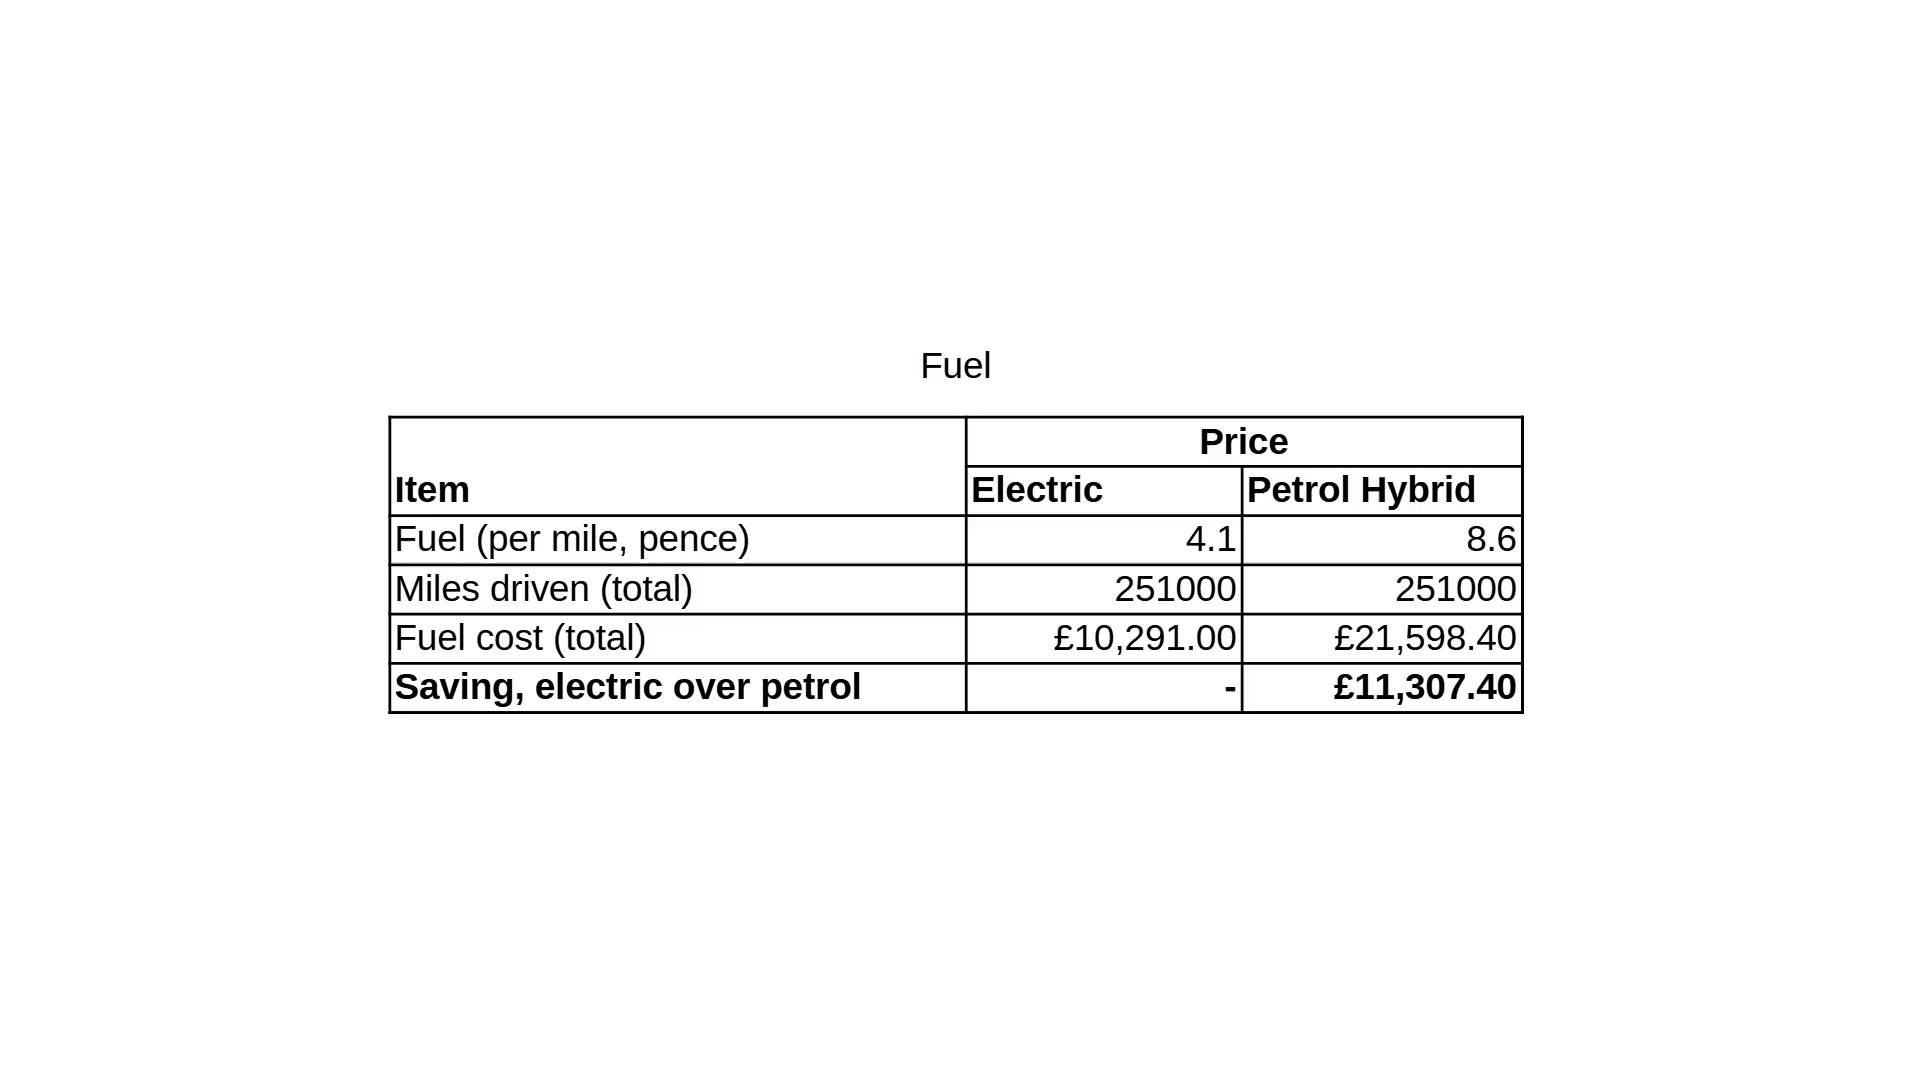 Fuel
Price
Item Electric Petrol Hybrid
Fuel (per mile, pence) 4.1 8.6
Miles driven (total) 251000 251000
Fuel cost (total) £10,291.00 £21,598.40
Saving, electric over petrol - £11,307.40